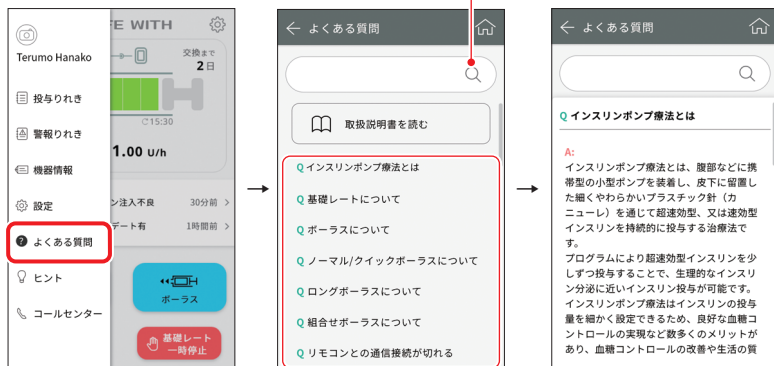 FE WITH
Terumo Hanako
投与りれき
警報りれき
機器情報
設定
よくある質問
ヒント
コールセンター
交換まで
2日
15:30
1.00 U/h
ン注入不良 30分前
デート有 1時間前
ボーラス
基礎レート
一時停止
よくある質問
取扱説明書を読む
Q インスリンポンプ療法とは
Q 基礎レートについて
Q ボーラスについて
Q ノーマル/クイックボーラスについて
Q ロングボーラスについて
Q 組合せボーラスについて
Q リモコンとの通信接続が切れる
よくある質問
Q インスリンポンプ療法とは
A:
インスリンポンプ療法とは、腹部などに携
帯型の小型ポンプを装着し、皮下に留置し
た細くやわらかいプラスチック針（カ
ニューレ）を通じて超速効型、又は速効型
インスリンを持続的に投与する治療法で
す。
プログラムにより超速効型インスリンを少
しずつ投与することで、生理的なインスリ
ン分泌に近いインスリン投与が可能です。
インスリンポンプ療法はインスリンの投与
量を細かく設定できるため、良好な血糖コ
ントロールの実現など数多くのメリットが
あり、血糖コントロールの改善や生活の質